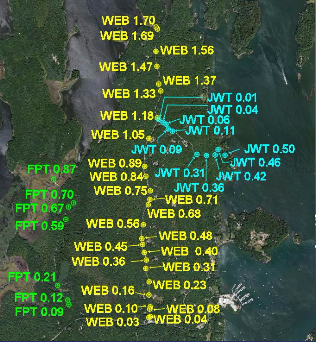 WEB 1.70
WEB 1.69
WEB 1.56
WEB 1.47
WEB 1.37
WEB 1.33
JWT 0.01
JWT 0.04
WEB 1.18
JWT 0.06
JWT 0.11
WEB 1.05
JWT 0.09
JWT 0.50
WEB 0.89
JWT 0.46
FPT 0.87
JWT 0.31
WEB 0.84
JWT 0.42
JWT 0.36
WEB 0.75
FPT 0.70
WEB 0.71
FPT 0.67
WEB 0.68
FPT 0.59
WEB 0.56
WEB 0.48
WEB 0.45
WEB 0.40
WEB 0.36
WEB 0.31
FPT 0.21
WEB 0.23
WEB 0.16
FPT 0.12
WEB 0.10
WEB 0.08
FPT 0.09
WEB 0.03
WEB 0.04